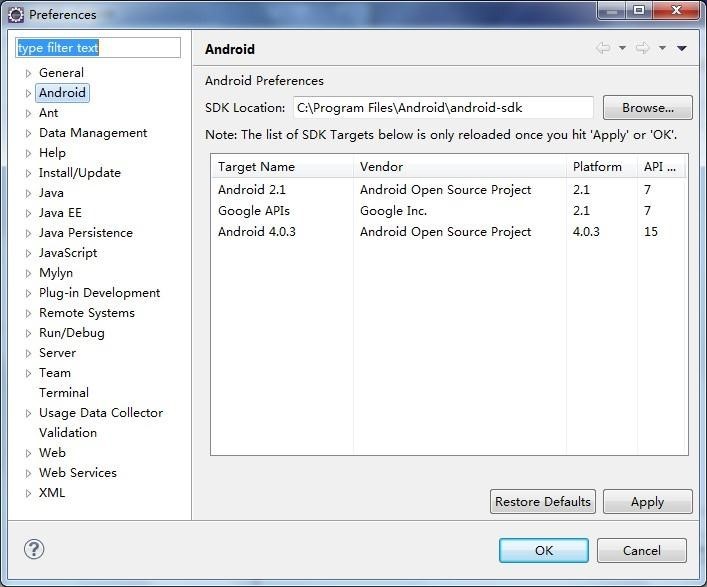 Preferences
type filter text
General
Android
Ant
Data Management
Help
Install/Update
Java
Java EE
Java Persistence
JavaScript
Mylyn
Plug-in Development
Remote Systems
Run/Debug
Server
Team
Terminal
Usage Data Collector
Validation
Web
Web Services
XML
Android
Android Preferences
SDK Location: C:\Program Files\Android\android-sdk Browse...
Note: The list of SDK Targets below is only reloaded once you hit 'Apply' or 'OK'.
Target Name Vendor Platform API ...
Android 2.1 Android Open Source Project 2.1 7
Google APIs Google Inc. 2.1 7
Android 4.0.3 Android Open Source Project 4.0.3 15
Restore Defaults Apply
? OK Cancel